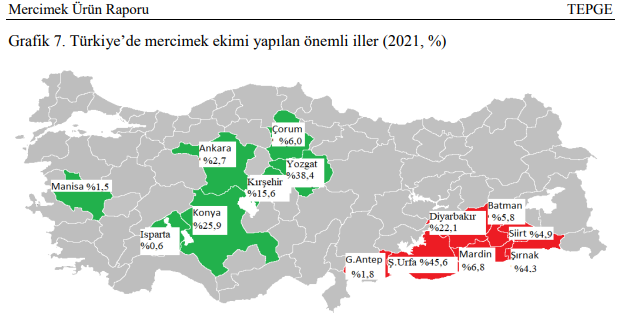 Mercimek Ürün Raporu TEPGE
Grafik 7. Türkiye’de mercimek ekimi yapılan önemli iller (2021, %)
Çorum
%6,0
Ankara
%2,7
Yozgat
%38,4
Kırşehir
%15,6
Manisa %1,5
Konya
%25,9
Isparta
%0,6
Batman
%5,8
Diyarbakır
%22,1
Siirt %4,9
G.Antep
%1,8
Ş.Urfa %45,6
Mardin
%6,8
Şırnak
%4.3